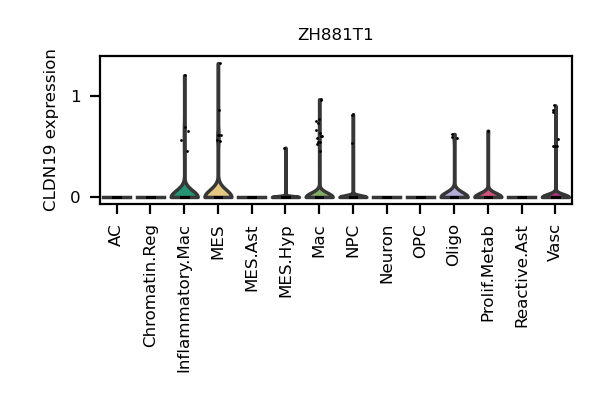 ZH881T1
CLDN19 expression
1
0
AC
Chromatin.Reg
Inflammatory.Mac
MES
MES.Ast
MES.Hyp
Mac
NPC
Neuron
OPC
Oligo
Prolif.Metab
Reactive.Ast
Vasc